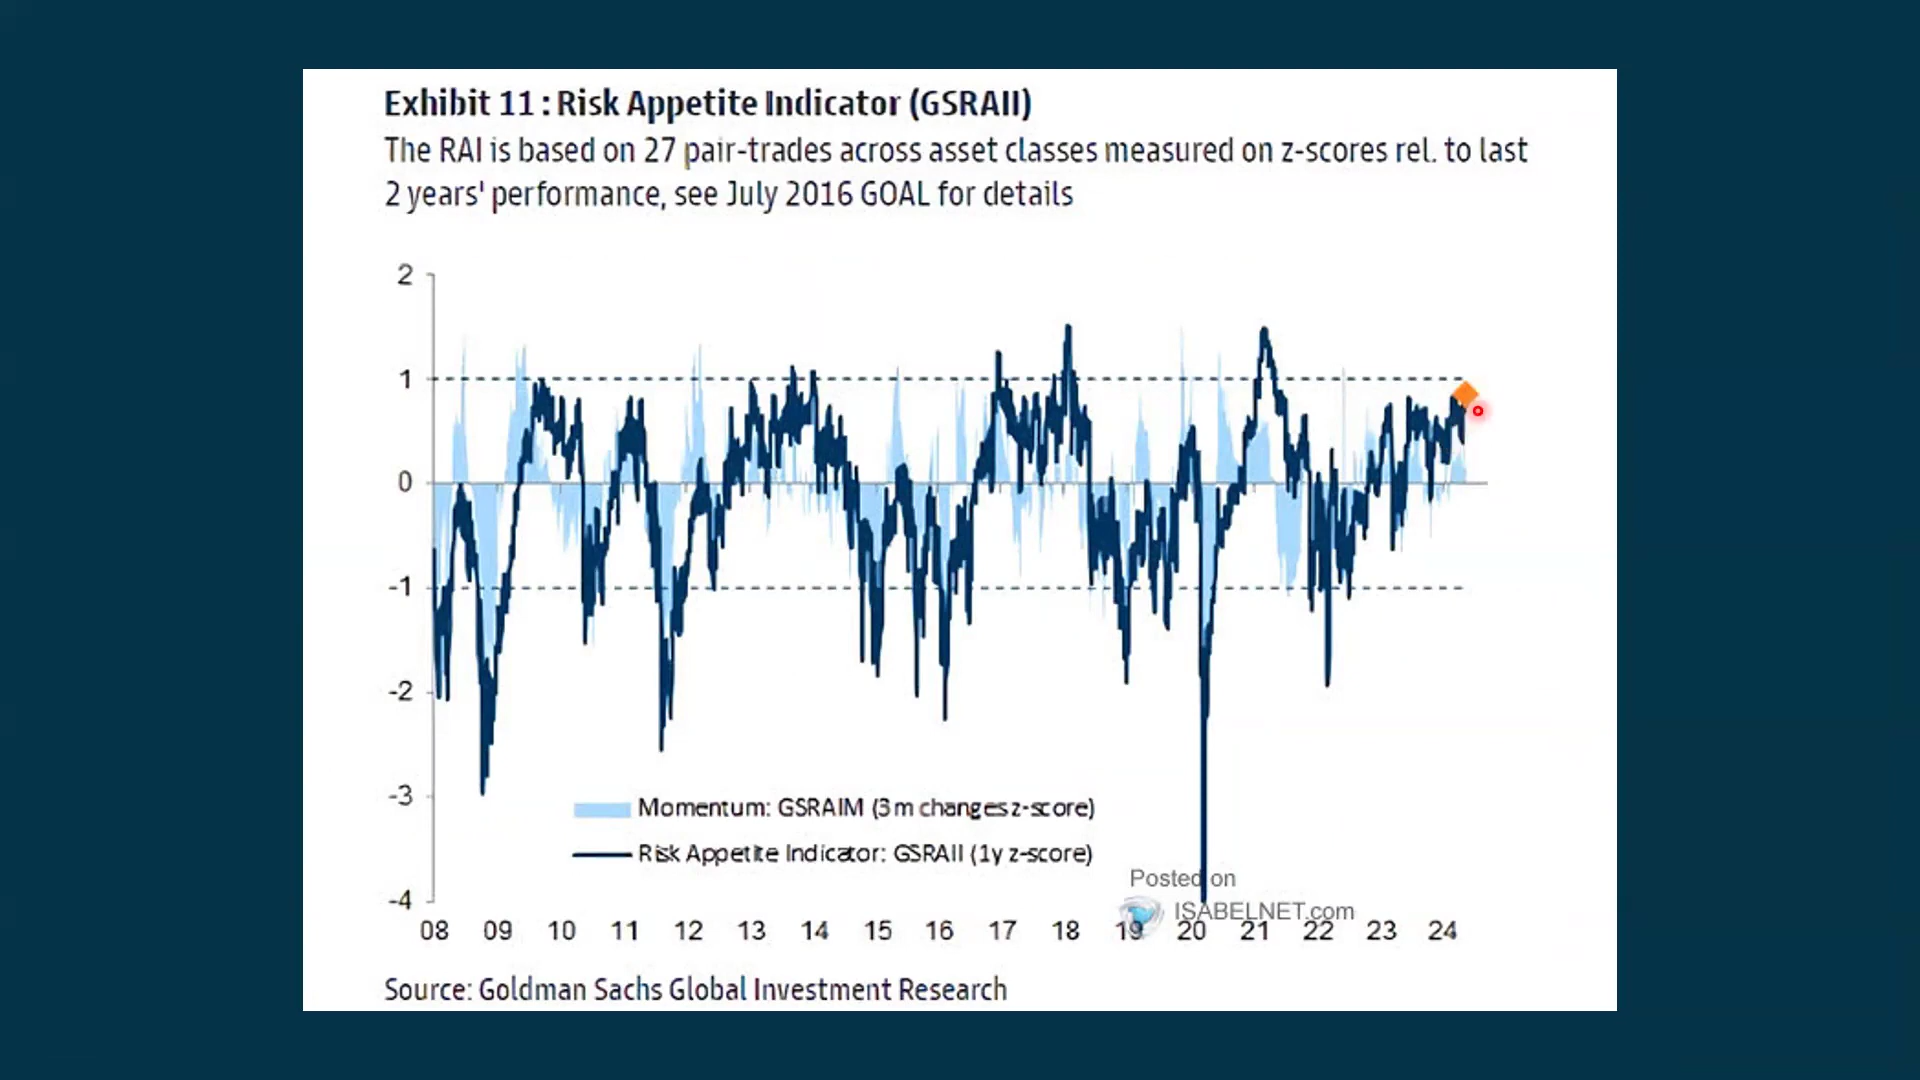 Exhibit 11 : Risk Appetite Indicator (GSRAII)
The RAI is based on 27 pair-trades across asset classes measured on z-scores rel. to last
2 years' performance, see July 2016 GOAL for details
2
1
0
-1
-2
-3
-4
Momentum: GSRAIM (3m changes z-score)
Risk Appetite Indicator: GSRAII (1y z-score)
Posted on
ISABELNET.com
08 09 10 11 12 13 14 15 16 17 18 19 20 21 22 23 24
Source: Goldman Sachs Global Investment Research